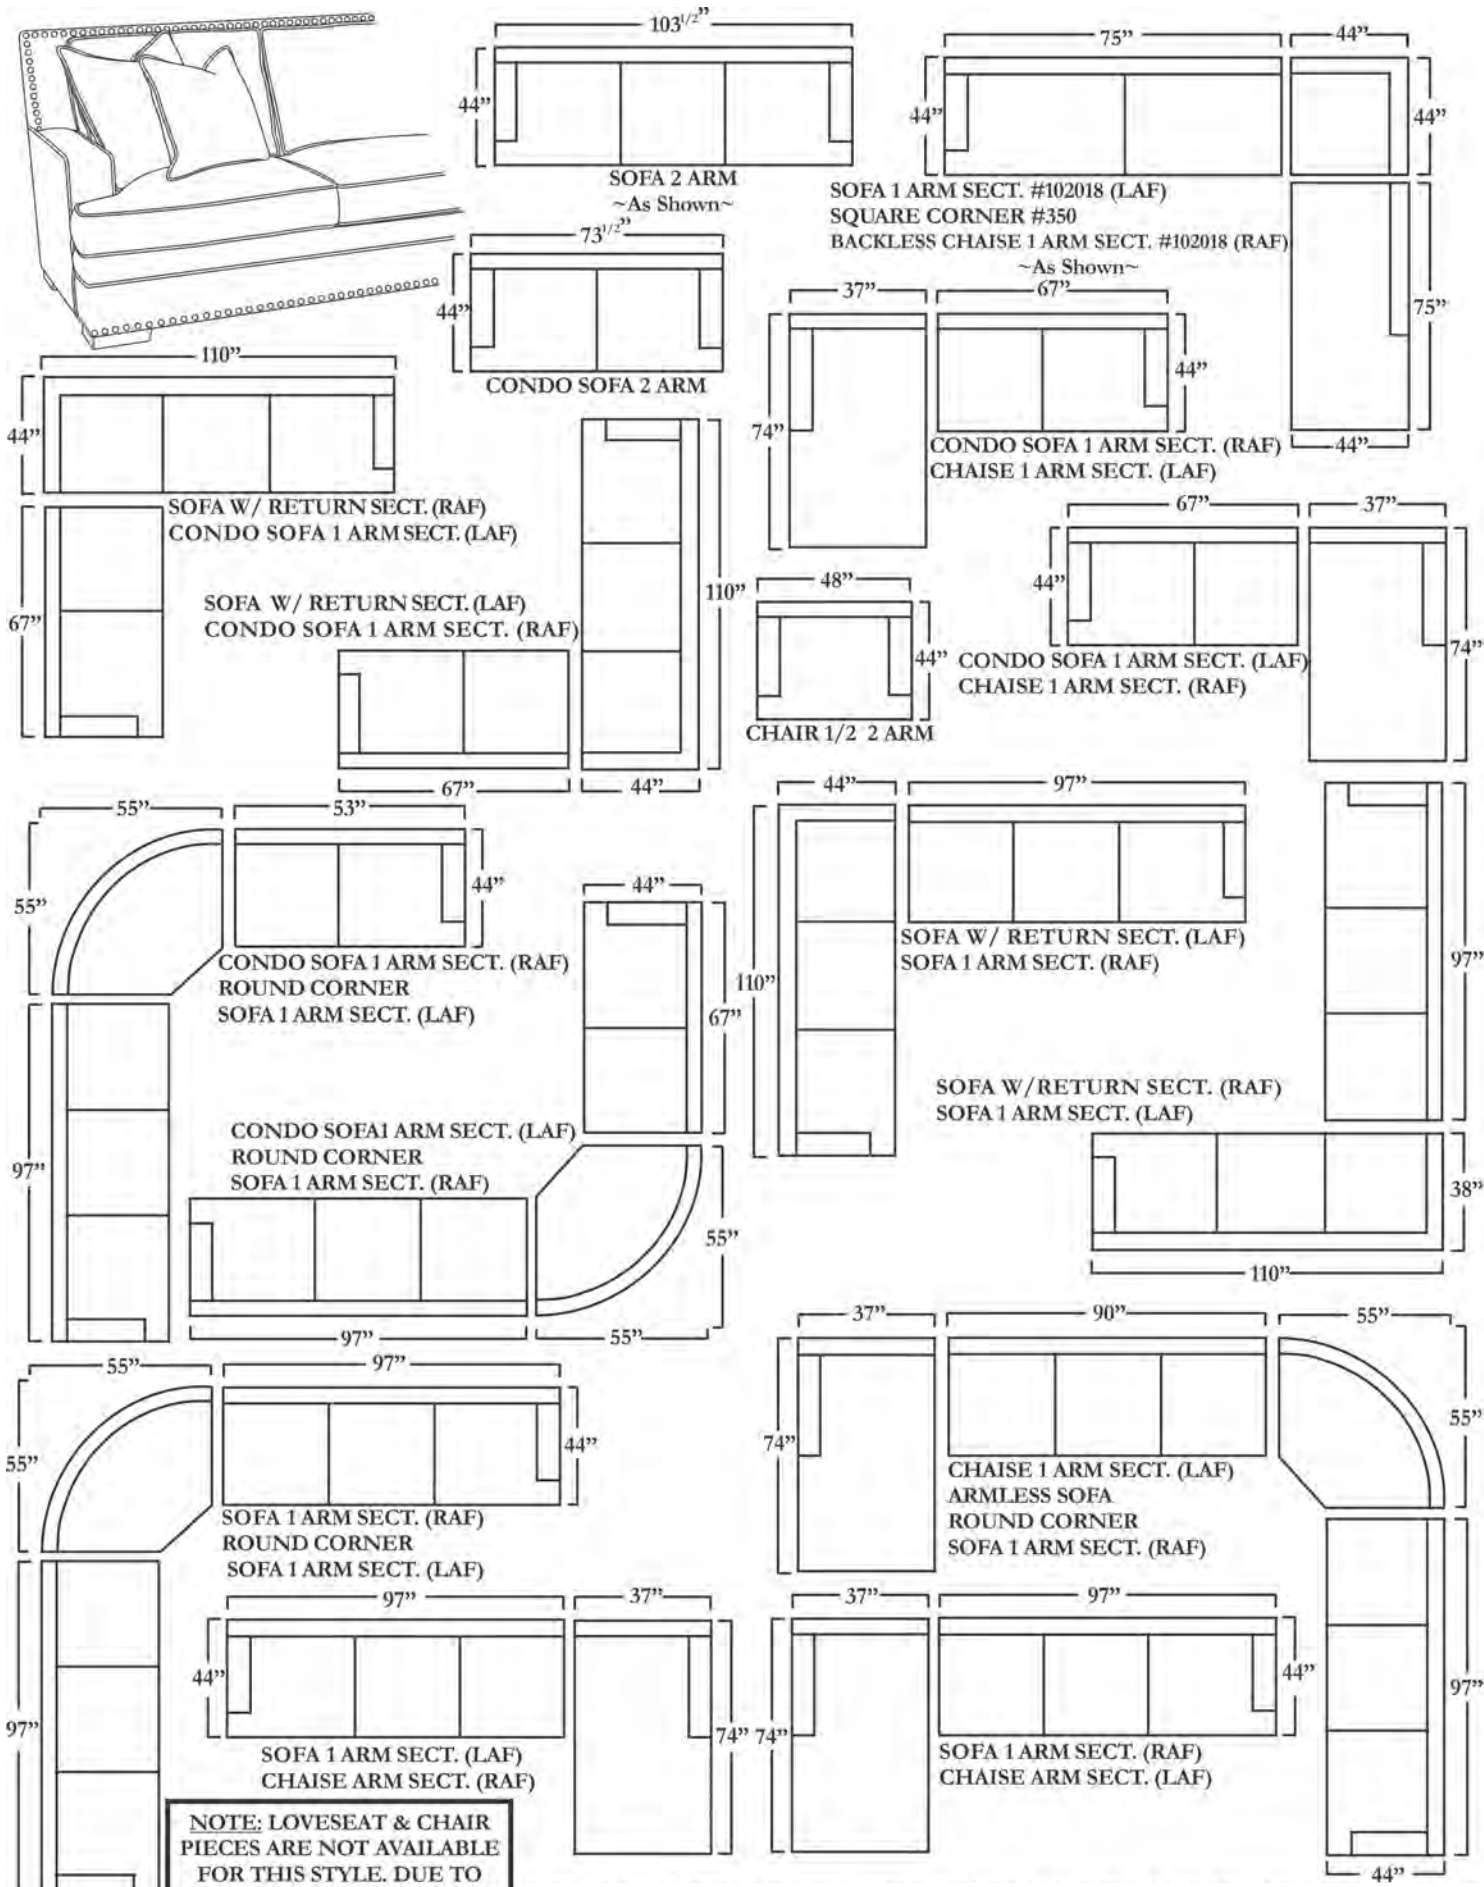 103 1/2”
44”
SOFA 2 ARM
~As Shown~
75”
44”
44”
44”
SOFA 1 ARM SECT. #102018 (LAF)
SQUARE CORNER #350
BACKLESS CHAISE 1 ARM SECT. #102018 (RAF)
~As Shown~
75”
44”
73 1/2”
44”
CONDO SOFA 2 ARM
37”
67”
74”
44”
CONDO SOFA 1 ARM SECT. (RAF)
CHAISE 1 ARM SECT. (LAF)
110”
44”
SOFA W/ RETURN SECT. (RAF)
CONDO SOFA 1 ARM SECT. (LAF)
67”
SOFA W/ RETURN SECT. (LAF)
CONDO SOFA 1 ARM SECT. (RAF)
110”
67”
44”
48”
44”
CHAIR 1/2 2 ARM
67”
37”
44”
74”
CONDO SOFA 1 ARM SECT. (LAF)
CHAISE 1 ARM SECT. (RAF)
55”
53”
55”
44”
CONDO SOFA 1 ARM SECT. (RAF)
ROUND CORNER
SOFA 1 ARM SECT. (LAF)
97”
44”
67”
CONDO SOFA1 ARM SECT. (LAF)
ROUND CORNER
SOFA 1 ARM SECT. (RAF)
55”
97”
55”
44”
97”
110”
SOFA W/ RETURN SECT. (LAF)
SOFA 1 ARM SECT. (RAF)
97”
SOFA W/RETURN SECT. (RAF)
SOFA 1 ARM SECT. (LAF)
38”
110”
55”
97”
55”
44”
SOFA 1 ARM SECT. (RAF)
ROUND CORNER
SOFA 1 ARM SECT. (LAF)
97”
37”
90”
55”
74”
55”
CHAISE 1 ARM SECT. (LAF)
ARMLESS SOFA
ROUND CORNER
SOFA 1 ARM SECT. (RAF)
97”
44”
97”
37”
44”
74”
SOFA 1 ARM SECT. (LAF)
CHAISE ARM SECT. (RAF)
37”
97”
74”
44”
SOFA 1 ARM SECT. (RAF)
CHAISE ARM SECT. (LAF)
NOTE: LOVESEAT & CHAIR
PIECES ARE NOT AVAILABLE
FOR THIS STYLE. DUE TO